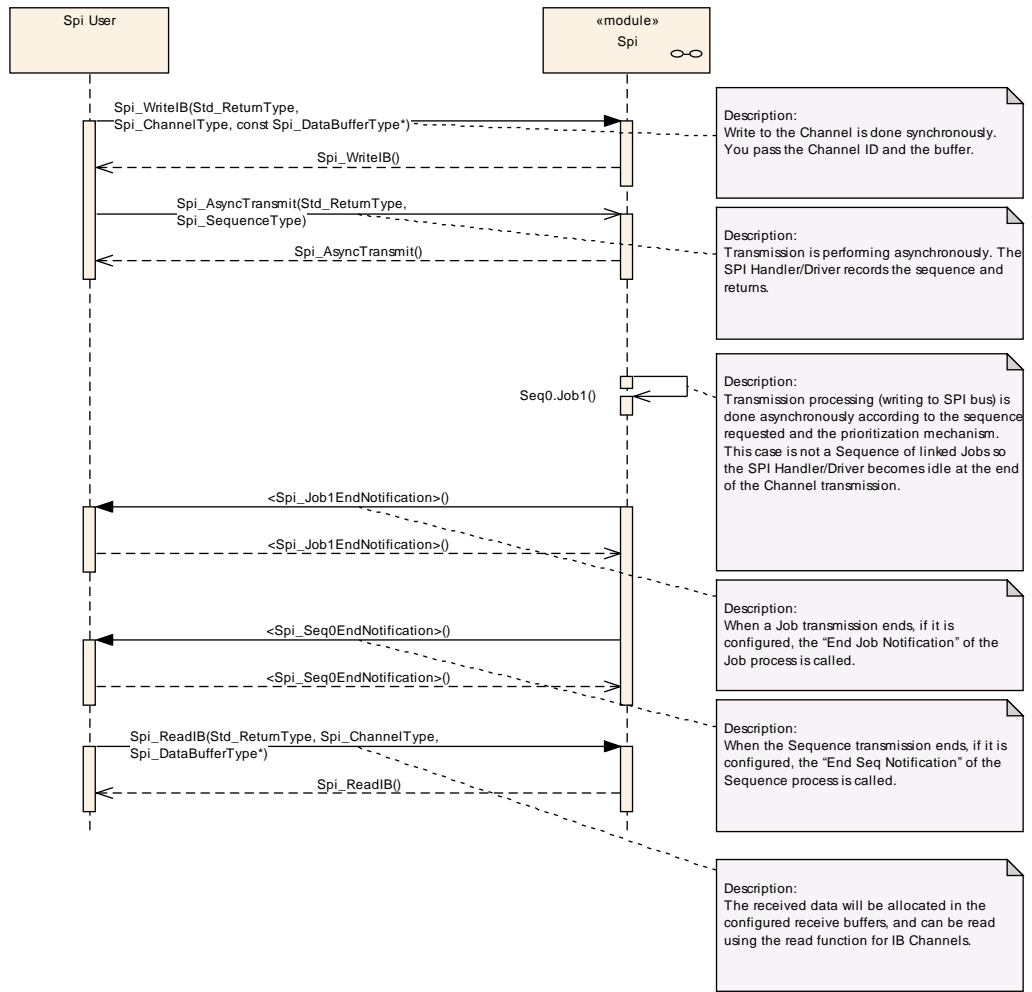 Spi User
«module»
Spi
Spi_WriteIB(Std_ReturnType,
Spi_ChannelType, const Spi_DataBufferType*)
Description:
Write to the Channel is done synchronously.
You pass the Channel ID and the buffer.
Spi_WriteIB()
Spi_AsyncTransmit(Std_ReturnType,
Spi_SequenceType)
Description:
Transmission is performing asynchronously. The
SPI Handler/Driver records the sequence and
returns.
Spi_AsyncTransmit()
Seq0.Job1()
Description:
Transmission processing (writing to SPI bus) is
done asynchronously according to the sequence
requested and the prioritization mechanism.
This case is not a Sequence of linked Jobs so
the SPI Handler/Driver becomes idle at the end
of the Channel transmission.
<Spi_Job1EndNotification>()
<Spi_Job1EndNotification>()
Description:
When a Job transmission ends, if it is
configured, the “End Job Notification” of the
Job process is called.
<Spi_Seq0EndNotification>()
<Spi_Seq0EndNotification>()
Description:
When the Sequence transmission ends, if it is
configured, the “End Seq Notification” of the
Sequence process is called.
Spi_ReadIB(Std_ReturnType, Spi_ChannelType,
Spi_DataBufferType*)
Spi_ReadIB()
Description:
The received data will be allocated in the
configured receive buffers, and can be read
using the read function for IB Channels.